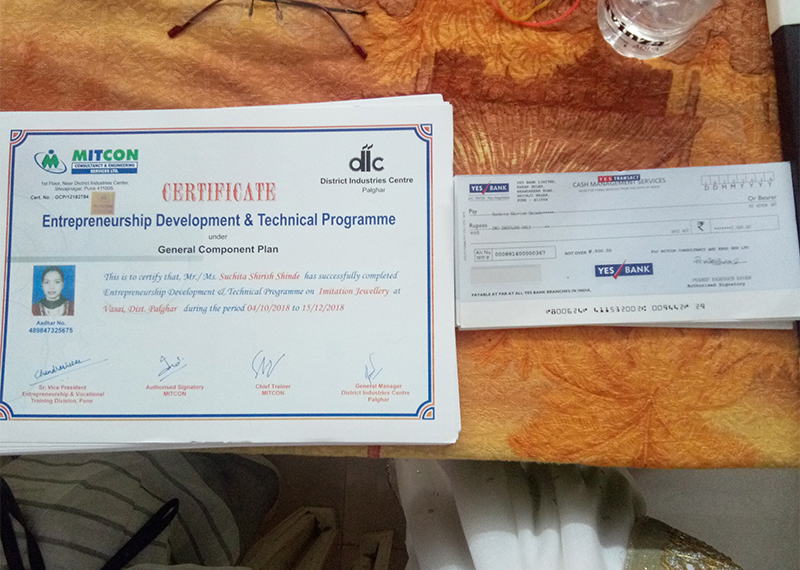 MITCON
CONSULTANCY & ENGINEERING
SERVICES LTD.
1st Floor, Near District Industries Center,
Shivajinagar, Pune 411005.
dic
District Industries Centre
Palghar
CERTIFICATE
Entrepreneurship Development & Technical Programme
under
General Component Plan
This is to certify that, Mr./ Ms. Suchita Shirish Shinde has successfully completed
Entrepreneurship Development & Technical Programme on Imitation Jewellery at
Vasai, Dist. Palghar during the period 04/10/2018 to 15/12/2018
Aadhar No.
489847325675
Sr. Vice President
Entrepreneurship & Vocational
Training Division, Pune
Authorised Signatory
MITCON
Chief Trainer
MITCON
General Manager
District Industries Centre
Palghar
YES BANK
YES BANK LIMITED,
YES TRANSACT
CASH MANAGEMENT SERVICES
D D M M Y Y Y Y
Or Bearer
Pay
Rupees
₹
A/c No
000881400000367
YES BANK
Authorised Signatory
PAYABLE AT PAR AT ALL YES BANK BRANCHES IN INDIA.
vinza